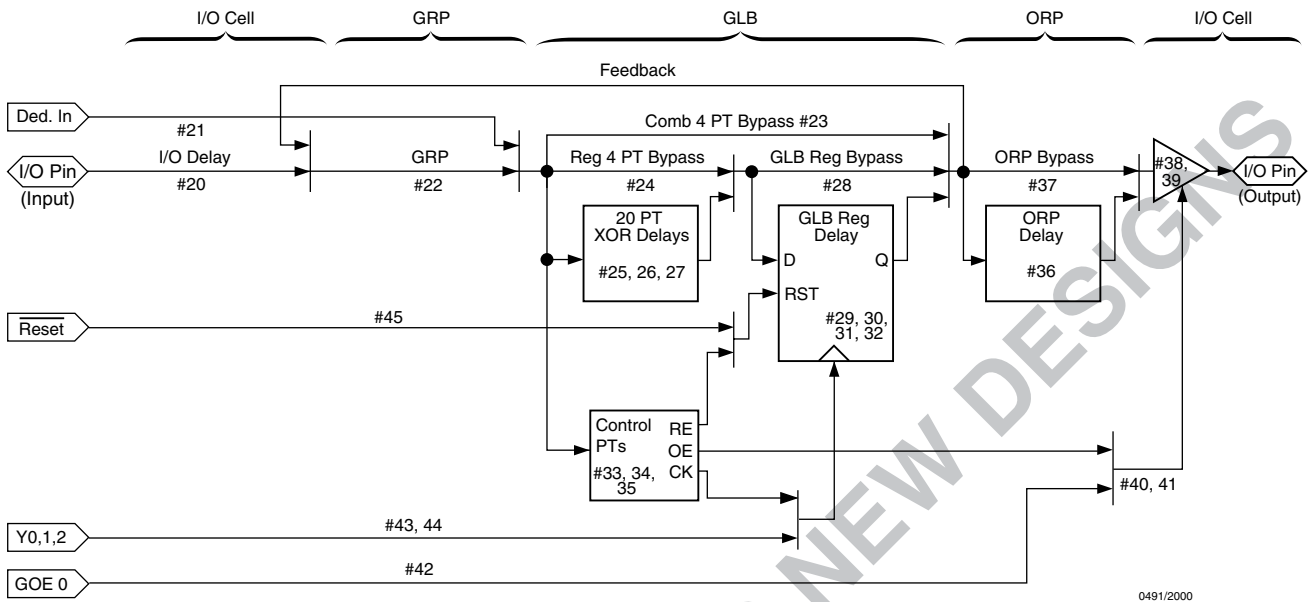 I/O Cell
GRP
GLB
ORP
I/O Cell
Feedback
Ded. In
#21
Comb 4 PT Bypass #23
I/O Pin
(Input)
I/O Delay
#20
GRP
#22
Reg 4 PT Bypass
#24
GLB Reg Bypass
#28
ORP Bypass
#37
#38,
39
I/O Pin
(Output)
20 PT
XOR Delays
#25, 26, 27
GLB Reg
Delay
D
Q
RST
#29, 30,
31, 32
ORP
Delay
#36
Reset
#45
Control
PTs
#33, 34,
35
RE
OE
CK
#40, 41
Y0,1,2
#43, 44
GOE 0
#42
0491/2000
NEW DESIGNS